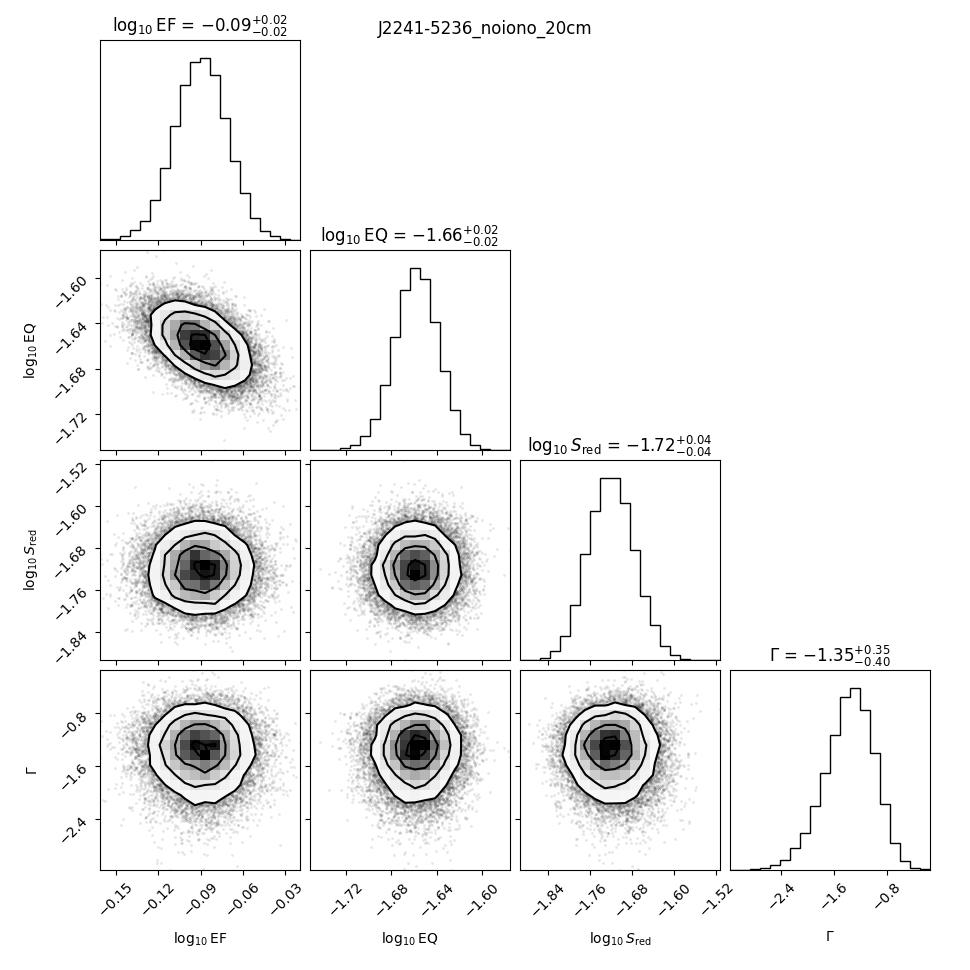 J2241-5236_noiono_20cm
log₁₀ EF = −0.09⁺⁰·⁰²₋₀.₀₂
log₁₀ EQ = −1.66⁺⁰·⁰²₋₀.₀₂
−1.60
−1.64
−1.68
−1.72
log₁₀ EQ
log₁₀ S_red = −1.72⁺⁰·⁰⁴₋₀.₀₄
−1.52
−1.60
−1.68
−1.76
−1.84
log₁₀ S_red
Γ = −1.35⁺⁰·³⁵₋₀.₄₀
−0.8
−1.6
−2.4
Γ
−0.15 −0.12 −0.09 −0.06 −0.03 −1.72 −1.68 −1.64 −1.60 −1.84 −1.76 −1.68 −1.60 −1.52 −2.4 −1.6 −0.8
log₁₀ EF log₁₀ EQ log₁₀ S_red Γ